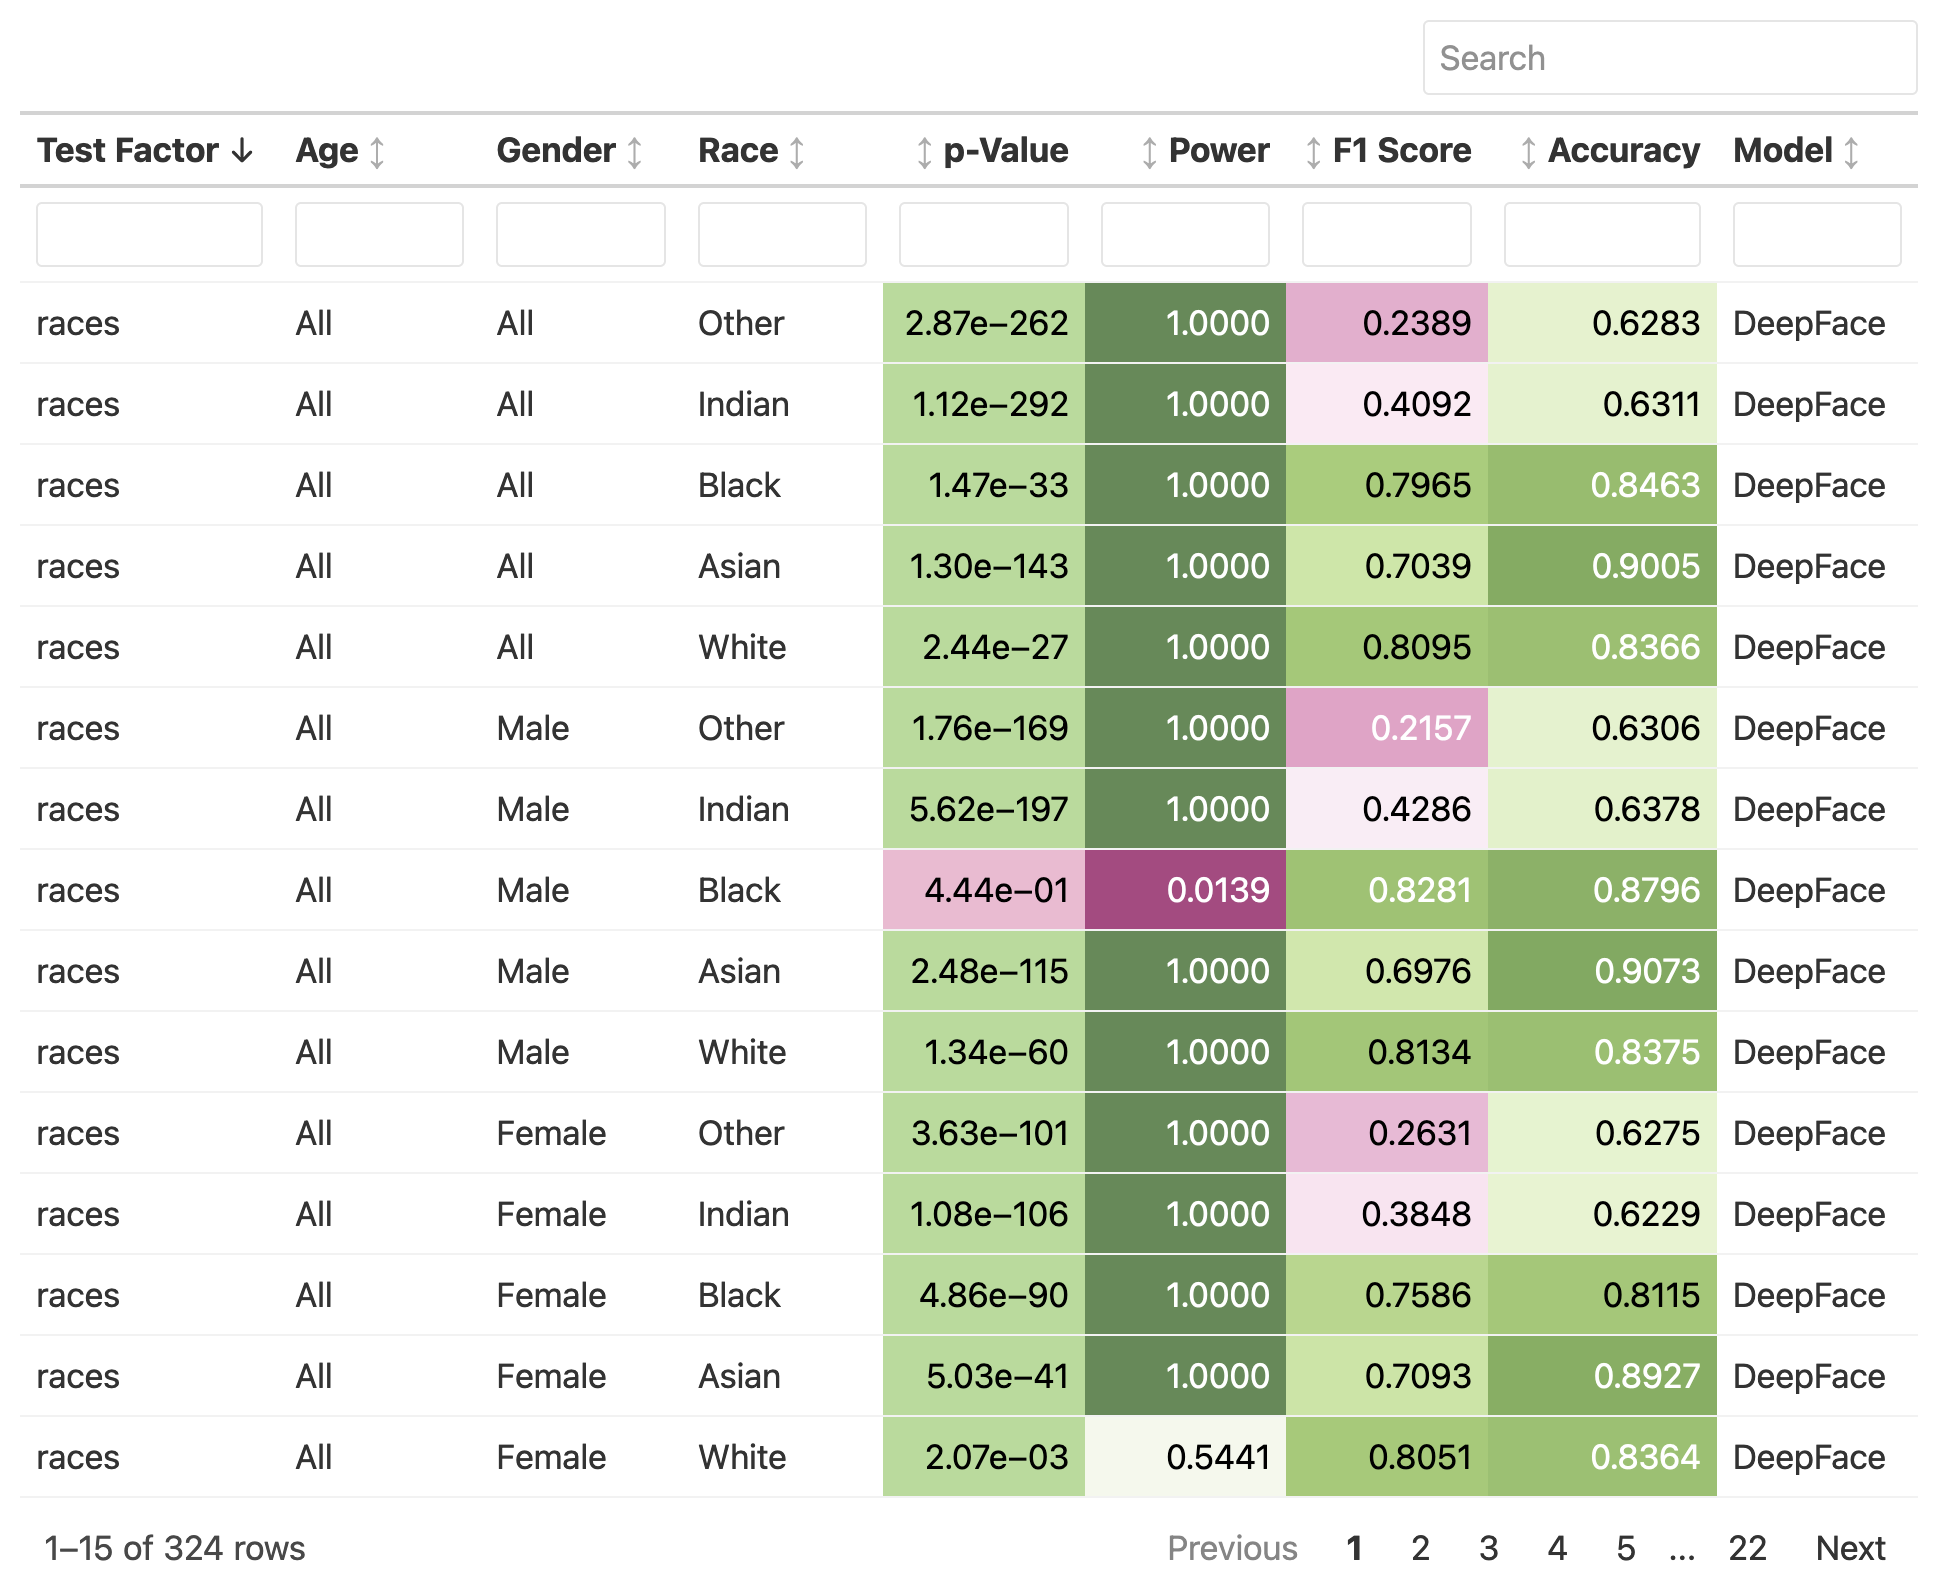 Search
Test Factor Age Gender Race p-Value Power F1 Score Accuracy Model
races All All Other 2.87e−262 1.0000 0.2389 0.6283 DeepFace
races All All Indian 1.12e−292 1.0000 0.4092 0.6311 DeepFace
races All All Black 1.47e−33 1.0000 0.7965 0.8463 DeepFace
races All All Asian 1.30e−143 1.0000 0.7039 0.9005 DeepFace
races All All White 2.44e−27 1.0000 0.8095 0.8366 DeepFace
races All Male Other 1.76e−169 1.0000 0.2157 0.6306 DeepFace
races All Male Indian 5.62e−197 1.0000 0.4286 0.6378 DeepFace
races All Male Black 4.44e−01 0.0139 0.8281 0.8796 DeepFace
races All Male Asian 2.48e−115 1.0000 0.6976 0.9073 DeepFace
races All Male White 1.34e−60 1.0000 0.8134 0.8375 DeepFace
races All Female Other 3.63e−101 1.0000 0.2631 0.6275 DeepFace
races All Female Indian 1.08e−106 1.0000 0.3848 0.6229 DeepFace
races All Female Black 4.86e−90 1.0000 0.7586 0.8115 DeepFace
races All Female Asian 5.03e−41 1.0000 0.7093 0.8927 DeepFace
races All Female White 2.07e−03 0.5441 0.8051 0.8364 DeepFace
1–15 of 324 rows Previous 1 2 3 4 5 ... 22 Next